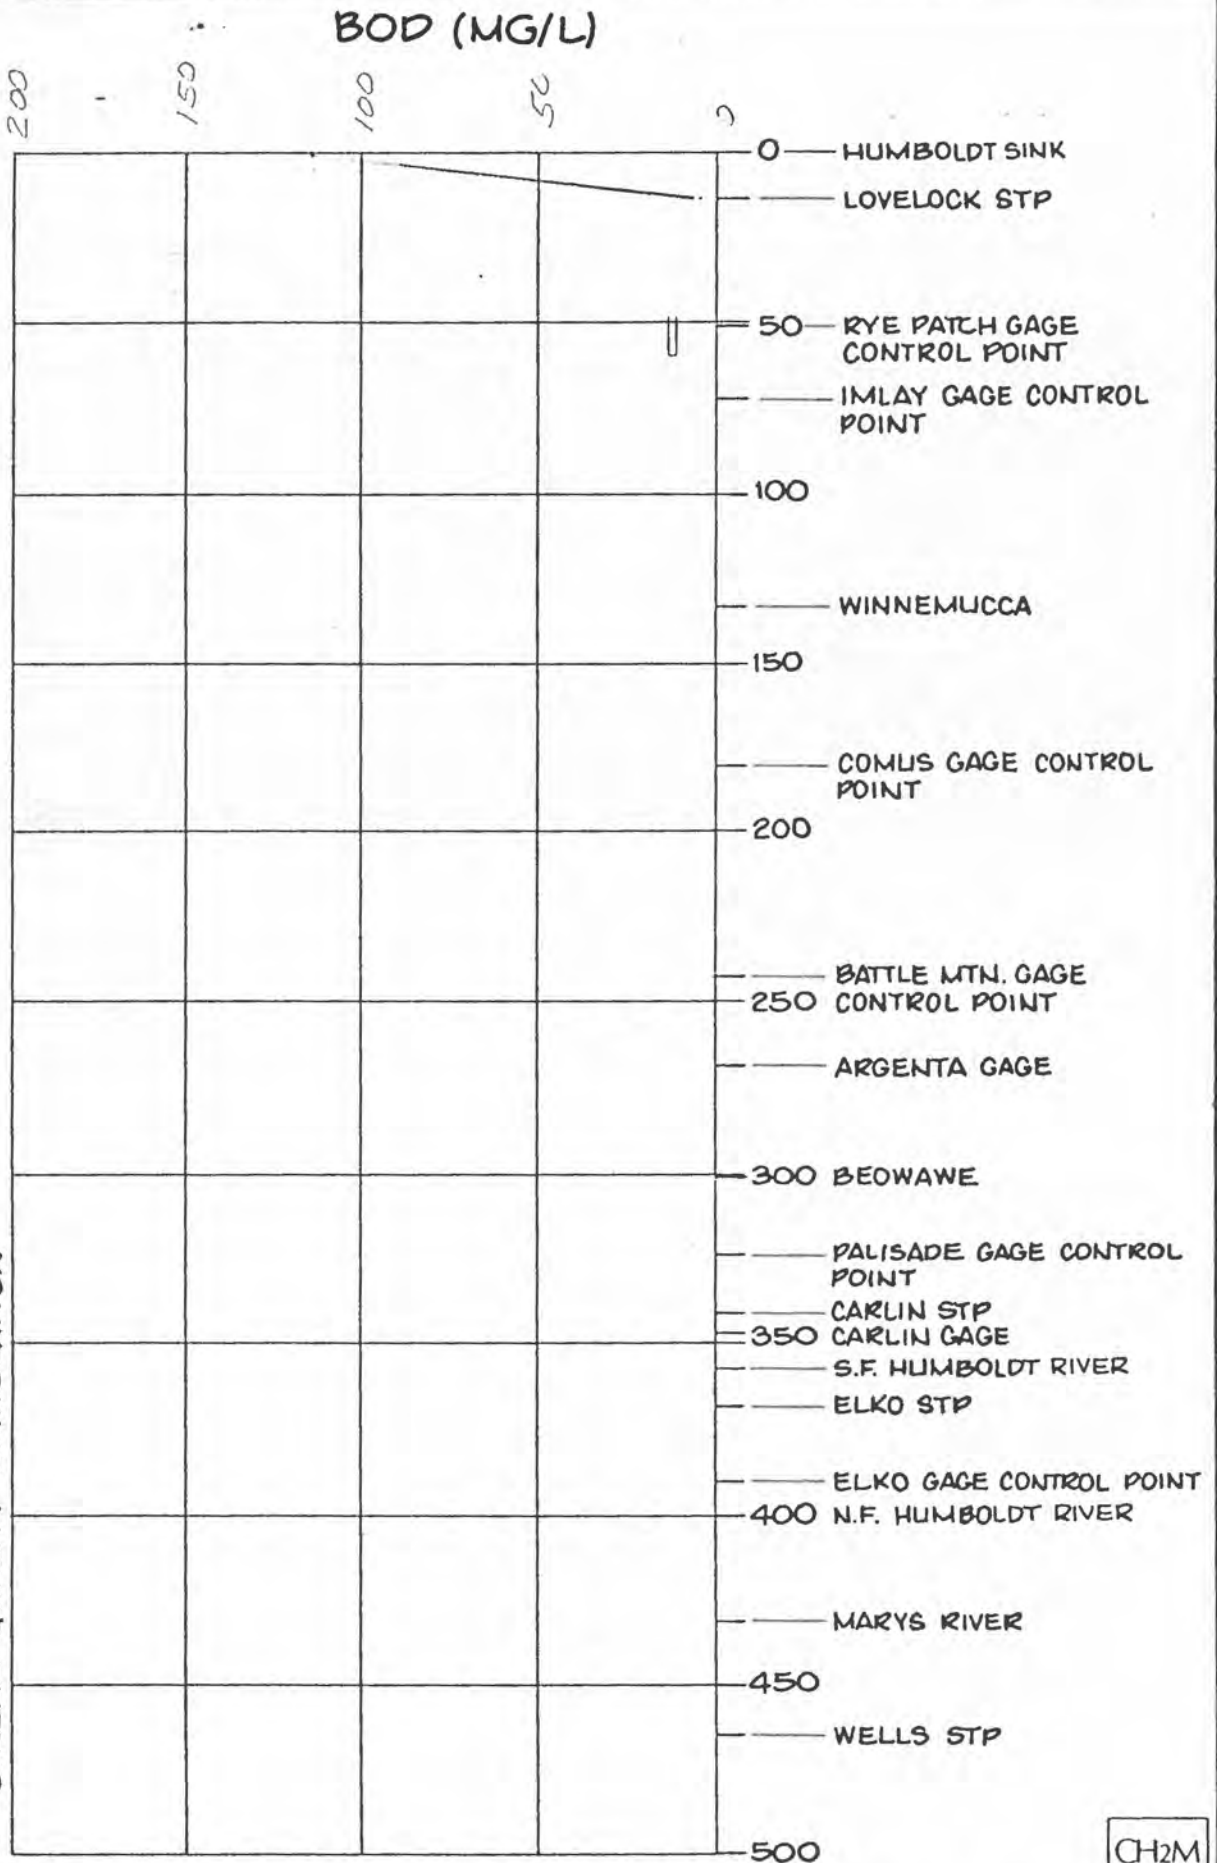 BOD (MG/L)
200
150
100
50
0
0 HUMBOLDT SINK
LOVELOCK STP
50 RYE PATCH GAGE
CONTROL POINT
IMLAY GAGE CONTROL
POINT
100
WINNEMUCCA
150
COMUS GAGE CONTROL
POINT
200
BATTLE MTN. GAGE
250 CONTROL POINT
ARGENTA GAGE
300 BEOWAWE
PALISADE GAGE CONTROL
POINT
CARLIN STP
350 CARLIN GAGE
S.F. HUMBOLDT RIVER
ELKO STP
ELKO GAGE CONTROL POINT
400 N.F. HUMBOLDT RIVER
MARYS RIVER
450
WELLS STP
500
CH2M